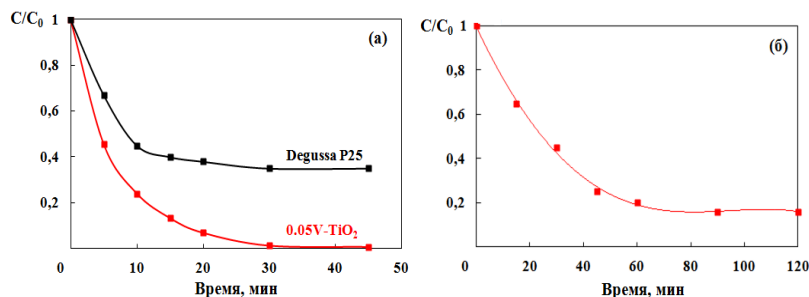 C/C₀ 1 (а)
0,8
0,6
0,4
Degussa P25
0,2
0.05V-TiO₂
0 10 20 30 40 50
Время, мин
C/C₀ 1 (б)
0,8
0,6
0,4
0,2
0 20 40 60 80 100 120
Время, мин